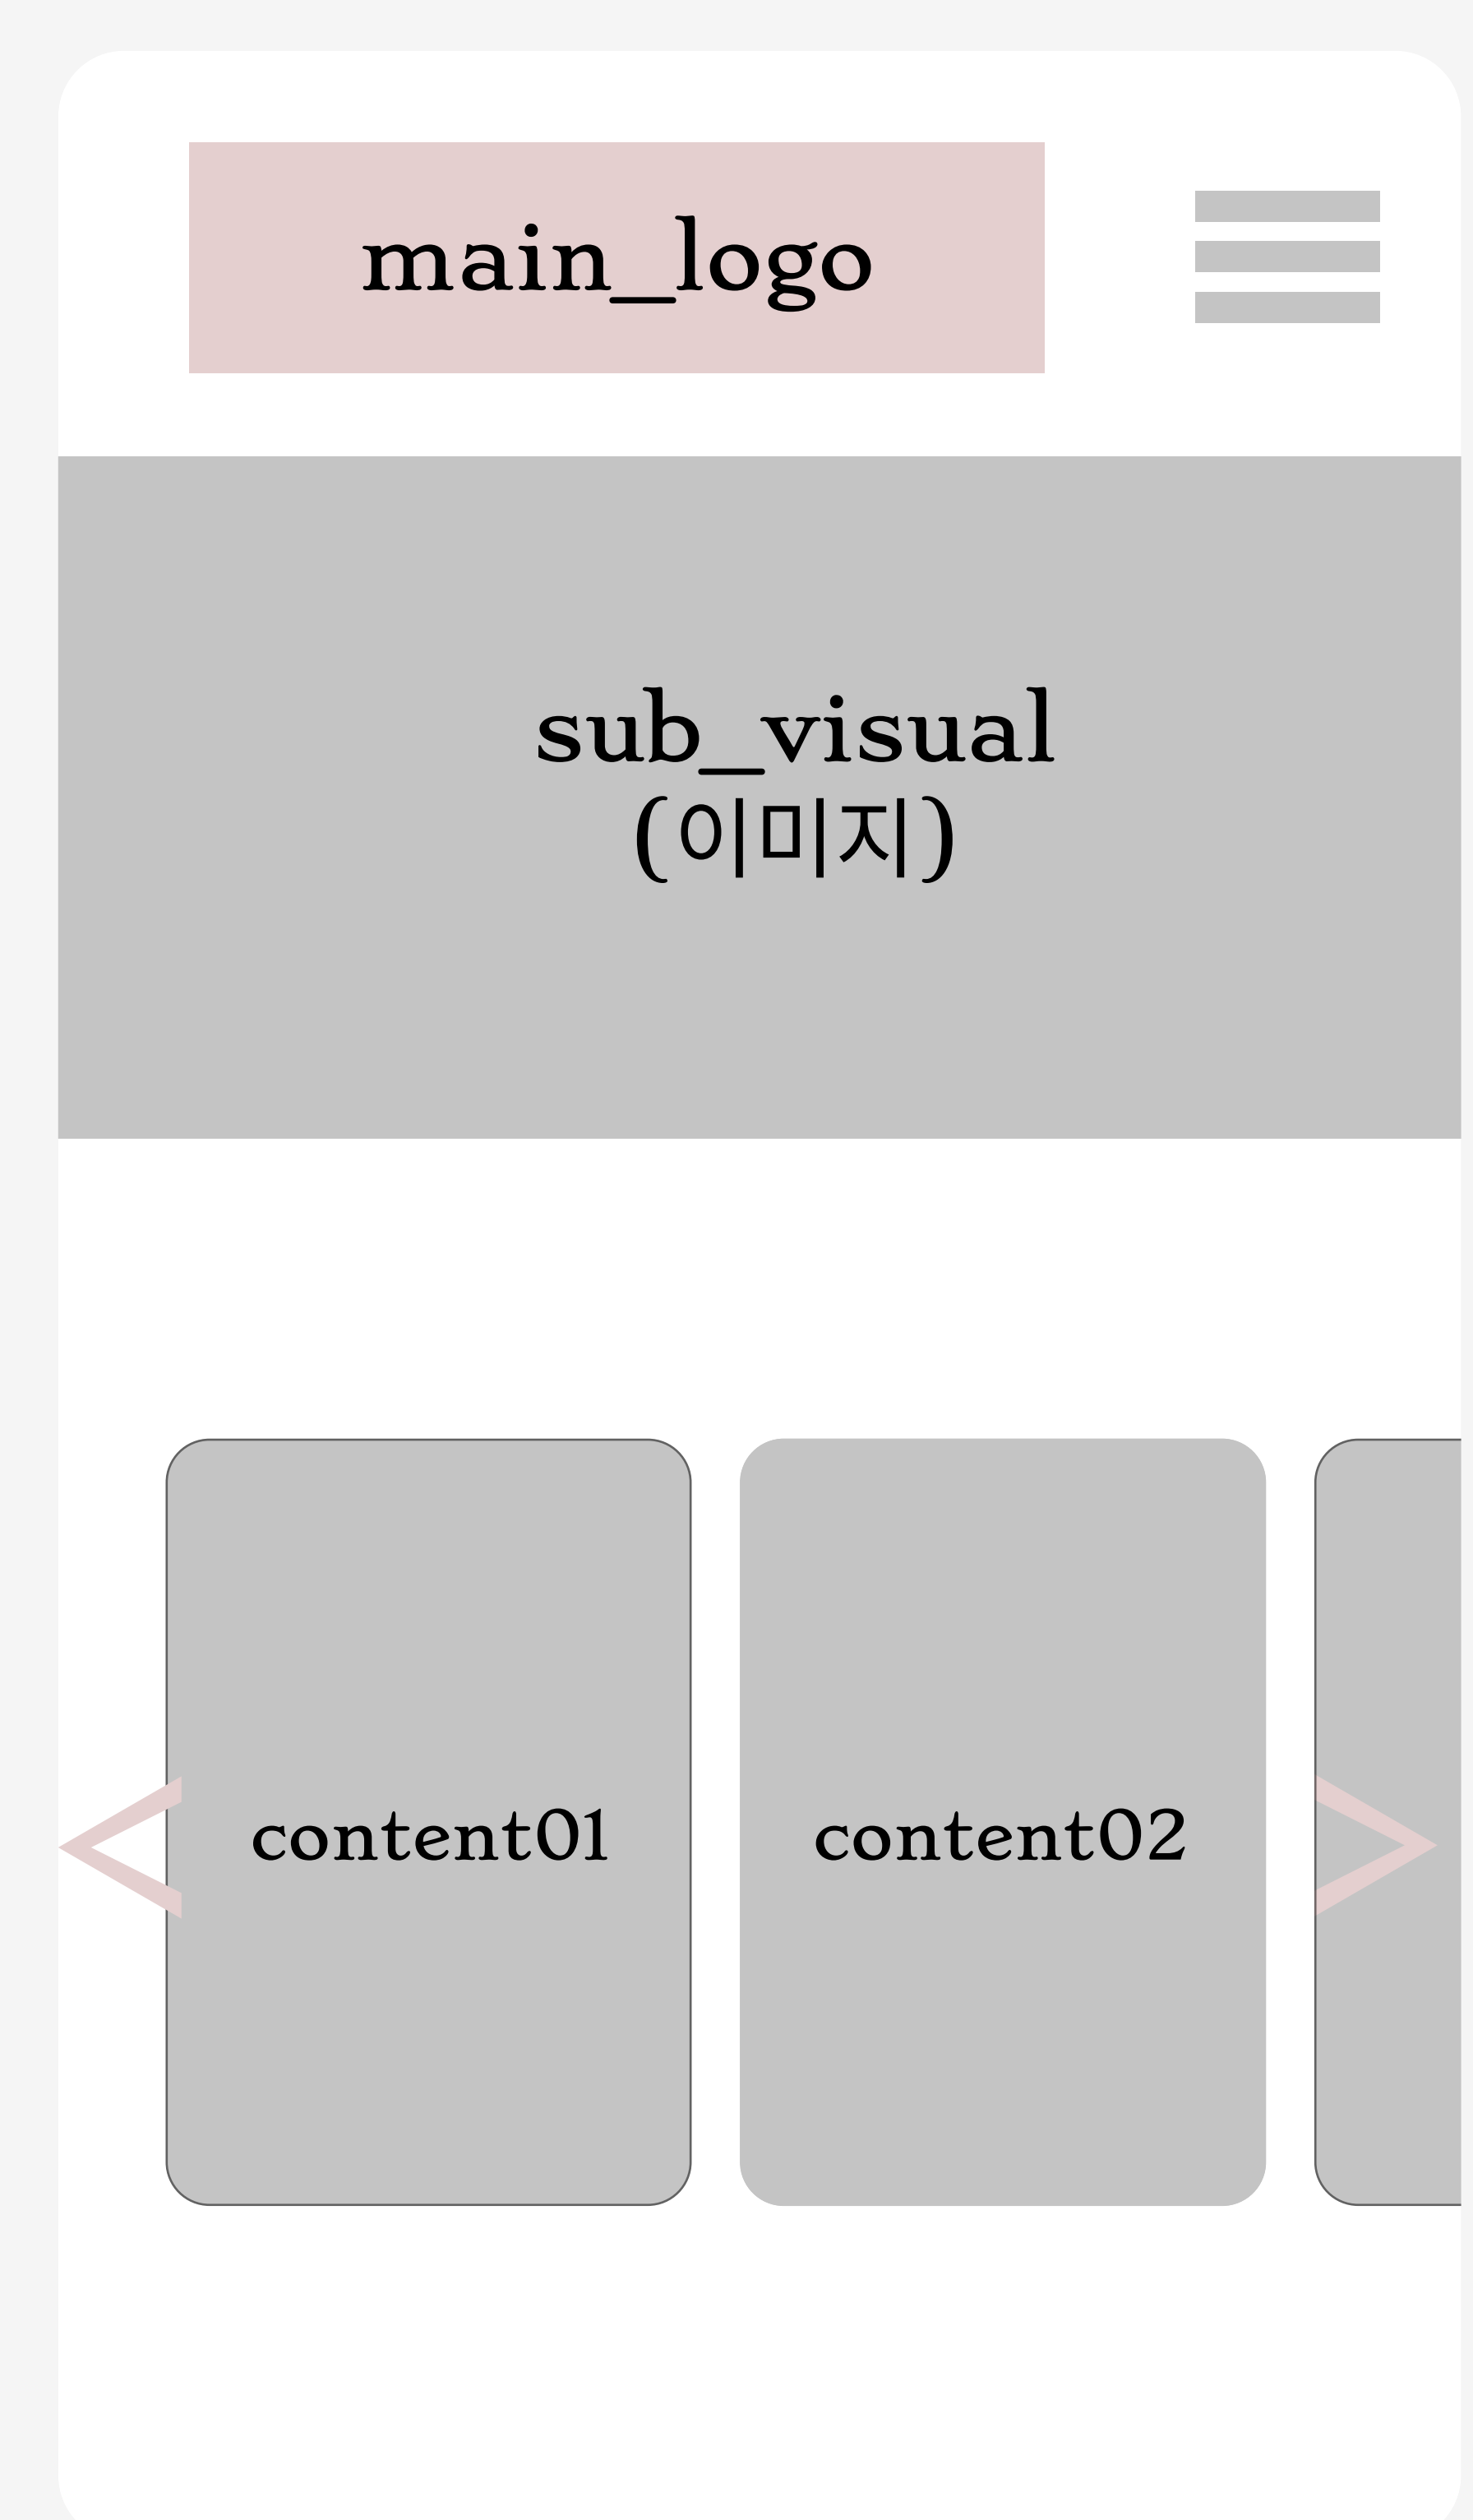 main_logo
sub_visual
(이미지)
content01
content02